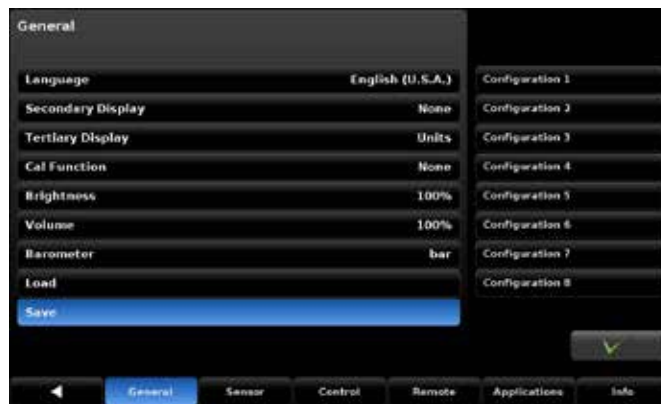 General
Language English (U.S.A.)
Secondary Display None
Tertiary Display Units
Cal Function None
Brightness 100%
Volume 100%
Barometer bar
Load
Save
Configuration 1
Configuration 2
Configuration 3
Configuration 4
Configuration 5
Configuration 6
Configuration 7
Configuration 8
General Sensor Control Remote Applications Info